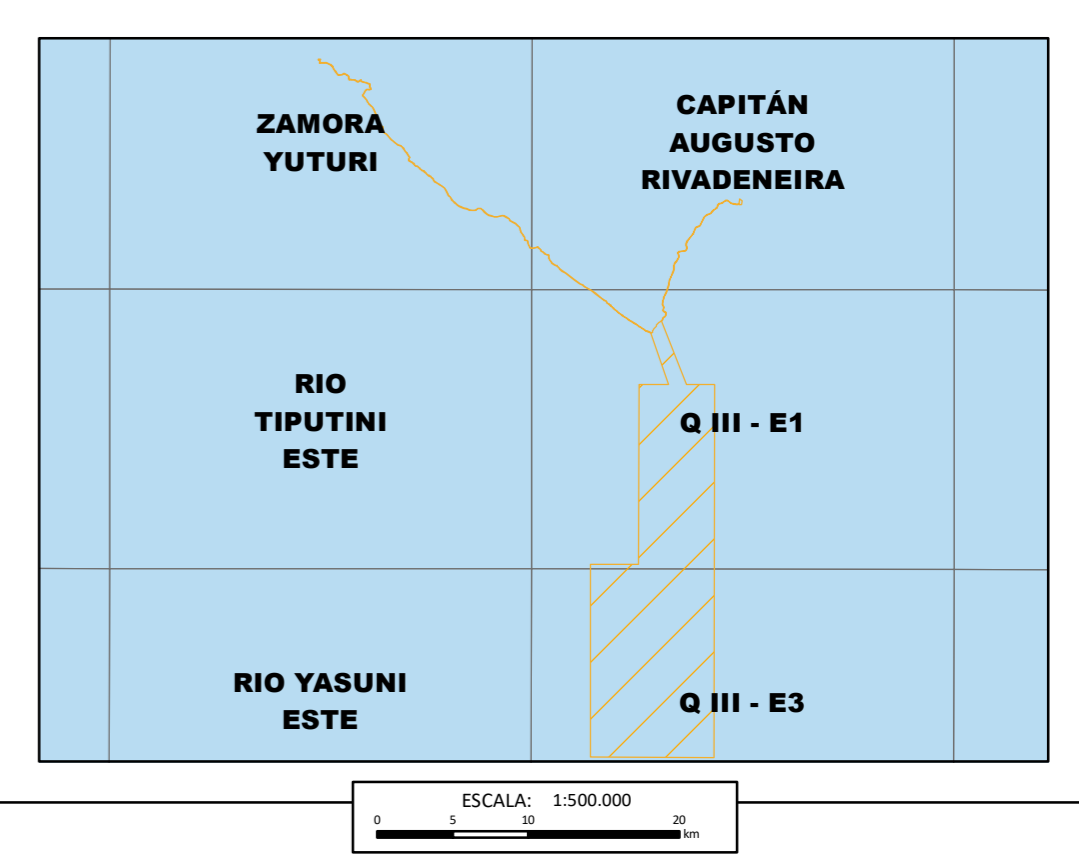 ZAMORA
YUTURI
CAPITÁN
AUGUSTO
RIVADENEIRA
RIO
TIPUTINI
ESTE
Q III - E1
RIO YASUNI
ESTE
Q III - E3
ESCALA: 1:500.000
0 5 10 20
km